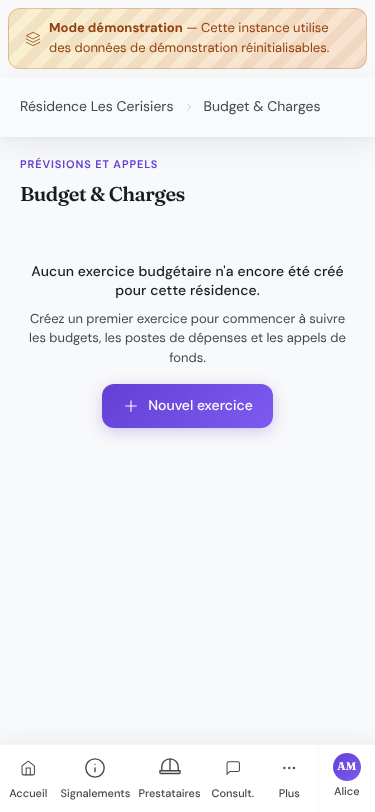 Mode démonstration — Cette instance utilise
des données de démonstration réinitialisables.
Résidence Les Cerisiers > Budget & Charges
PRÉVISIONS ET APPELS
Budget & Charges
Aucun exercice budgétaire n'a encore été créé
pour cette résidence.
Créez un premier exercice pour commencer à suivre
les budgets, les postes de dépenses et les appels de
fonds.
+ Nouvel exercice
AM
Accueil Signalements Prestataires Consult. Plus Alice